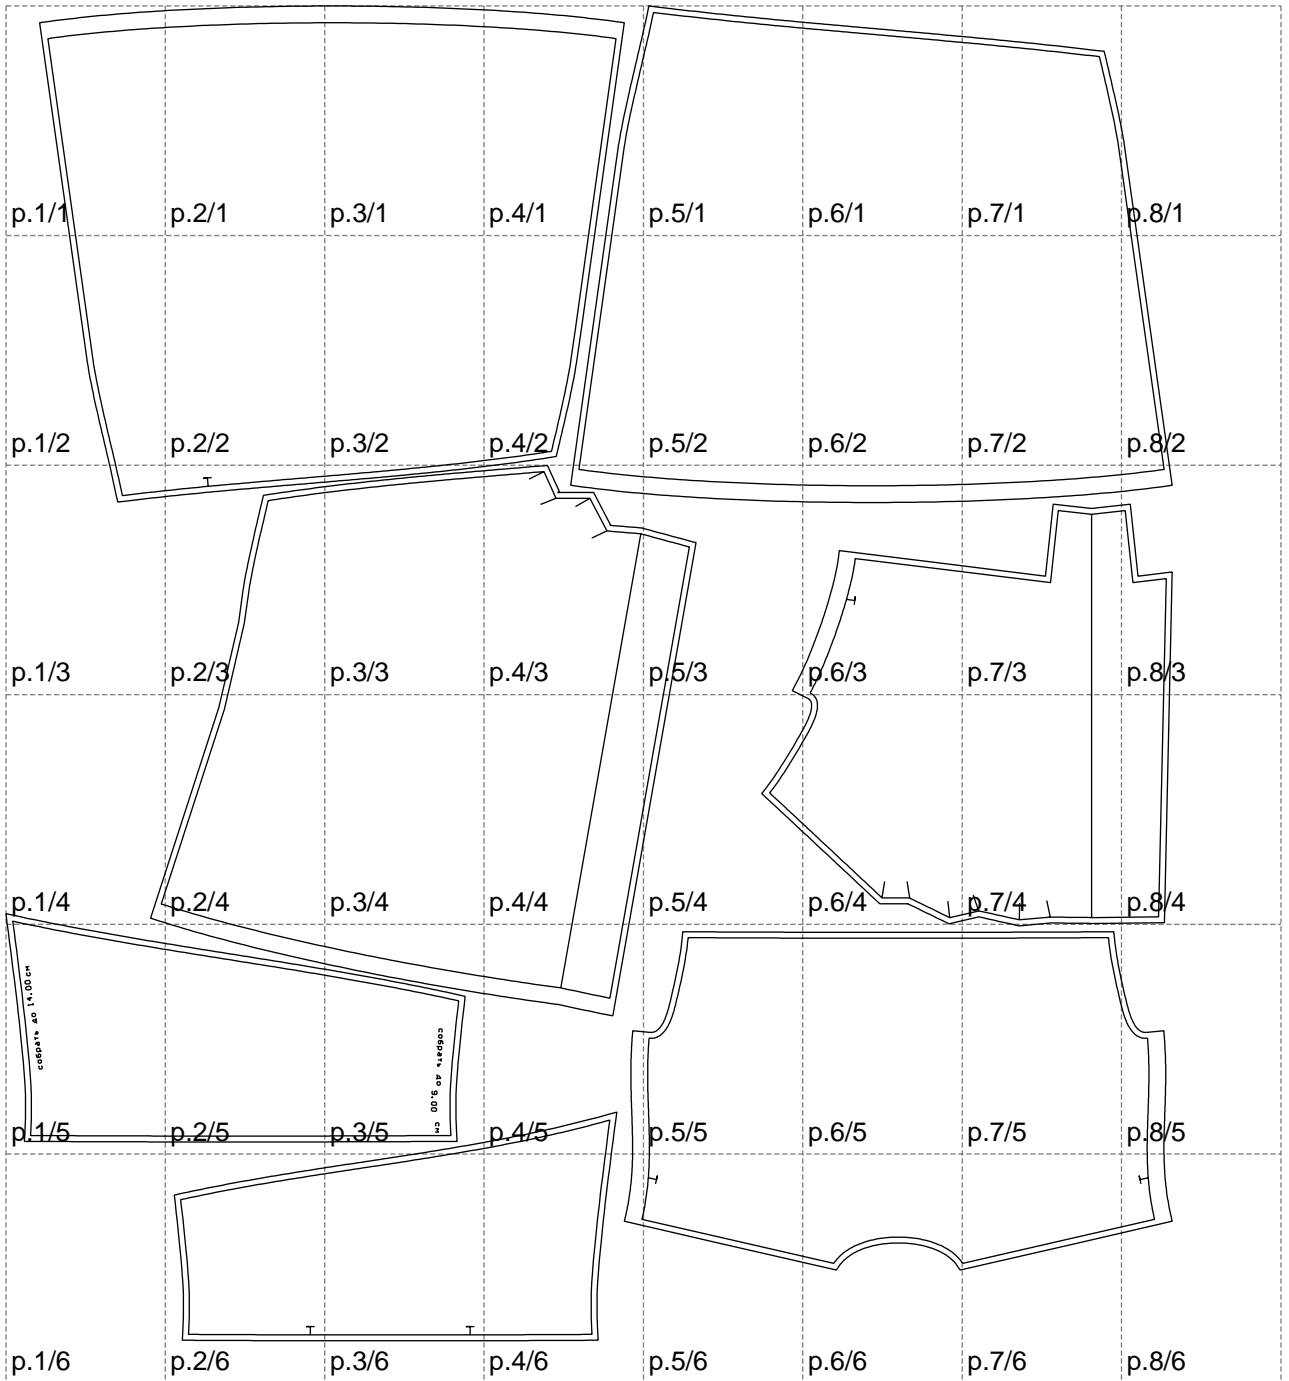 p.1/1 p.2/1 p.3/1 p.4/1 p.5/1 p.6/1 p.7/1 p.8/1
p.1/2 p.2/2 p.3/2 p.4/2 p.5/2 p.6/2 p.7/2 p.8/2
p.1/3 p.2/3 p.3/3 p.4/3 p.5/3 p.6/3 p.7/3 p.8/3
p.1/4 p.2/4 p.3/4 p.4/4 p.5/4 p.6/4 p.7/4 p.8/4
собрать до 14.00 см
собрать до 9.00 см
p.1/5 p.2/5 p.3/5 p.4/5 p.5/5 p.6/5 p.7/5 p.8/5
p.1/6 p.2/6 p.3/6 p.4/6 p.5/6 p.6/6 p.7/6 p.8/6